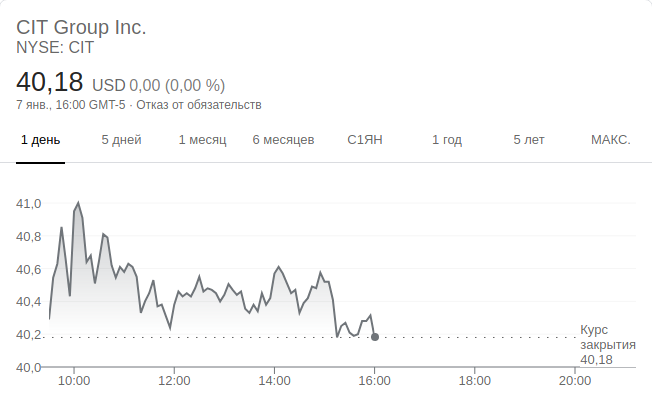 CIT Group Inc.
NYSE: CIT
40,18 USD 0,00 (0,00 %)
7 янв., 16:00 GMT-5 · Отказ от обязательств
1 день 5 дней 1 месяц 6 месяцев С1ЯН 1 год 5 лет МАКС.
41,0
40,8
40,6
40,4
40,2
40,0
Курс
закрытия
40,18
10:00 12:00 14:00 16:00 18:00 20:00